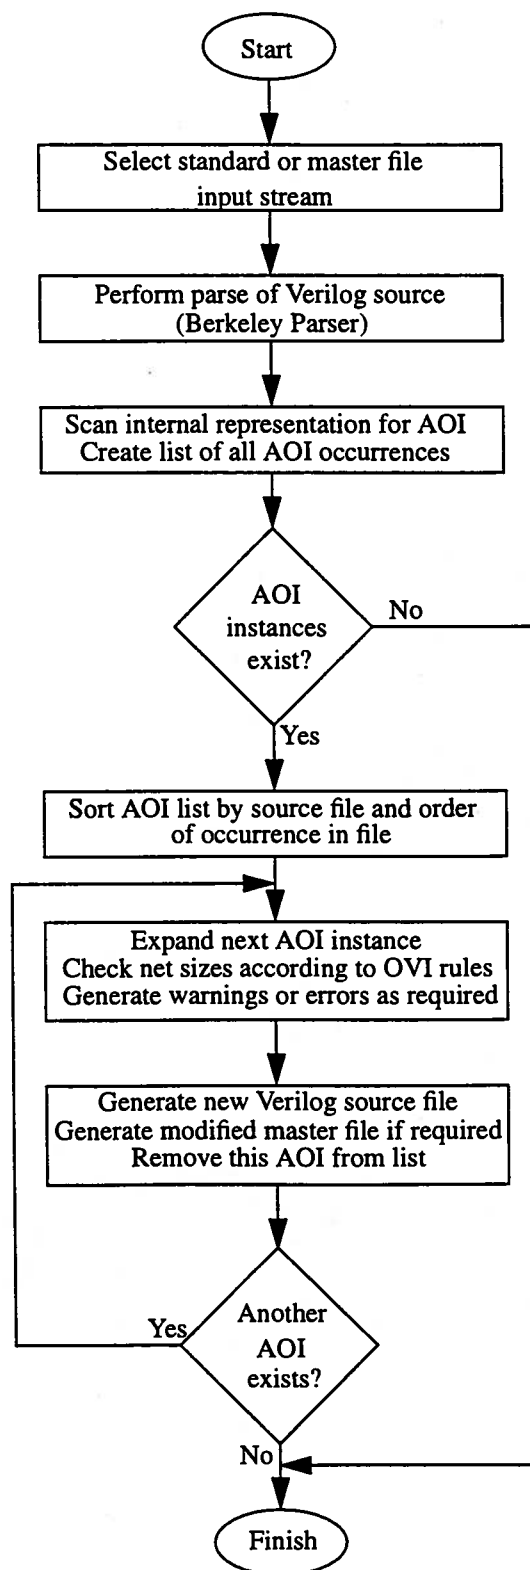 Start
Select standard or master file
input stream
Perform parse of Verilog source
(Berkeley Parser)
Scan internal representation for AOI
Create list of all AOI occurrences
AOI
instances
exist?
No
Yes
Sort AOI list by source file and order
of occurrence in file
Expand next AOI instance
Check net sizes according to OVI rules
Generate warnings or errors as required
Generate new Verilog source file
Generate modified master file if required
Remove this AOI from list
Another
AOI
exists?
Yes
No
Finish